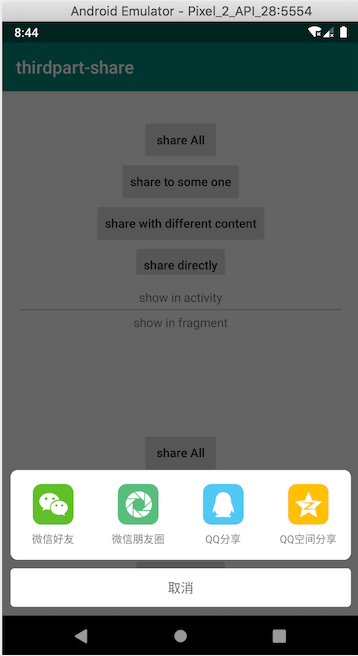 Android Emulator - Pixel_2_API_28:5554
8:44
thirdpart-share
share All
share to some one
share with different content
share directly
show in activity
show in fragment
share All
微信好友 微信朋友圈 QQ分享 QQ空间分享
取消